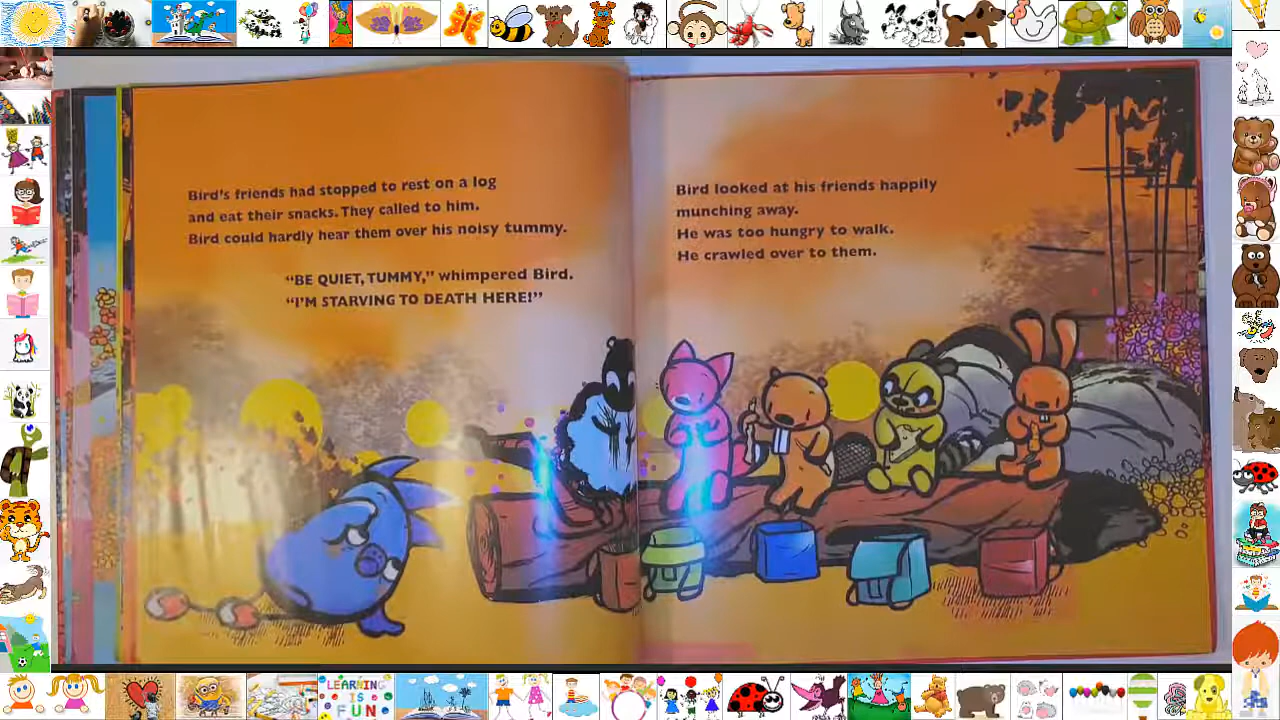 Bird's friends had stopped to rest on a log
and eat their snacks. They called to him.
Bird could hardly hear them over his noisy tummy.
"BE QUIET, TUMMY," whimpered Bird.
"I'M STARVING TO DEATH HERE!"
Bird looked at his friends happily
munching away.
He was too hungry to walk.
He crawled over to them.
LEARNING
IS
FUN